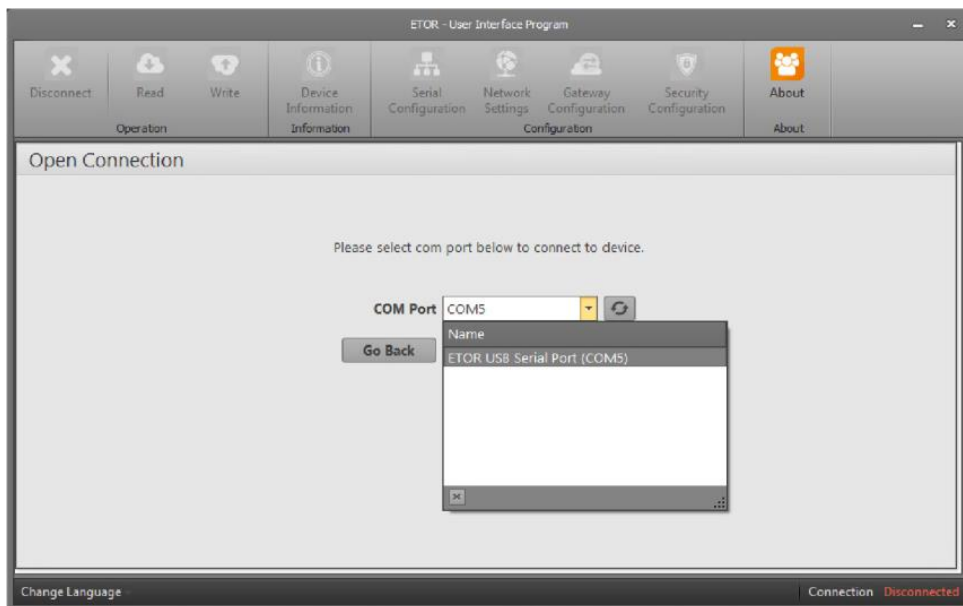 ETOR - User Interface Program
Disconnect
Read
Write
Device
Information
Serial
Configuration
Network
Settings
Gateway
Configuration
Security
Configuration
About
Operation
Information
Configuration
About
Open Connection
Please select com port below to connect to device.
COM Port COM5
Name
Go Back
ETOR USB Serial Port (COM5)
Change Language
Connection Disconnected